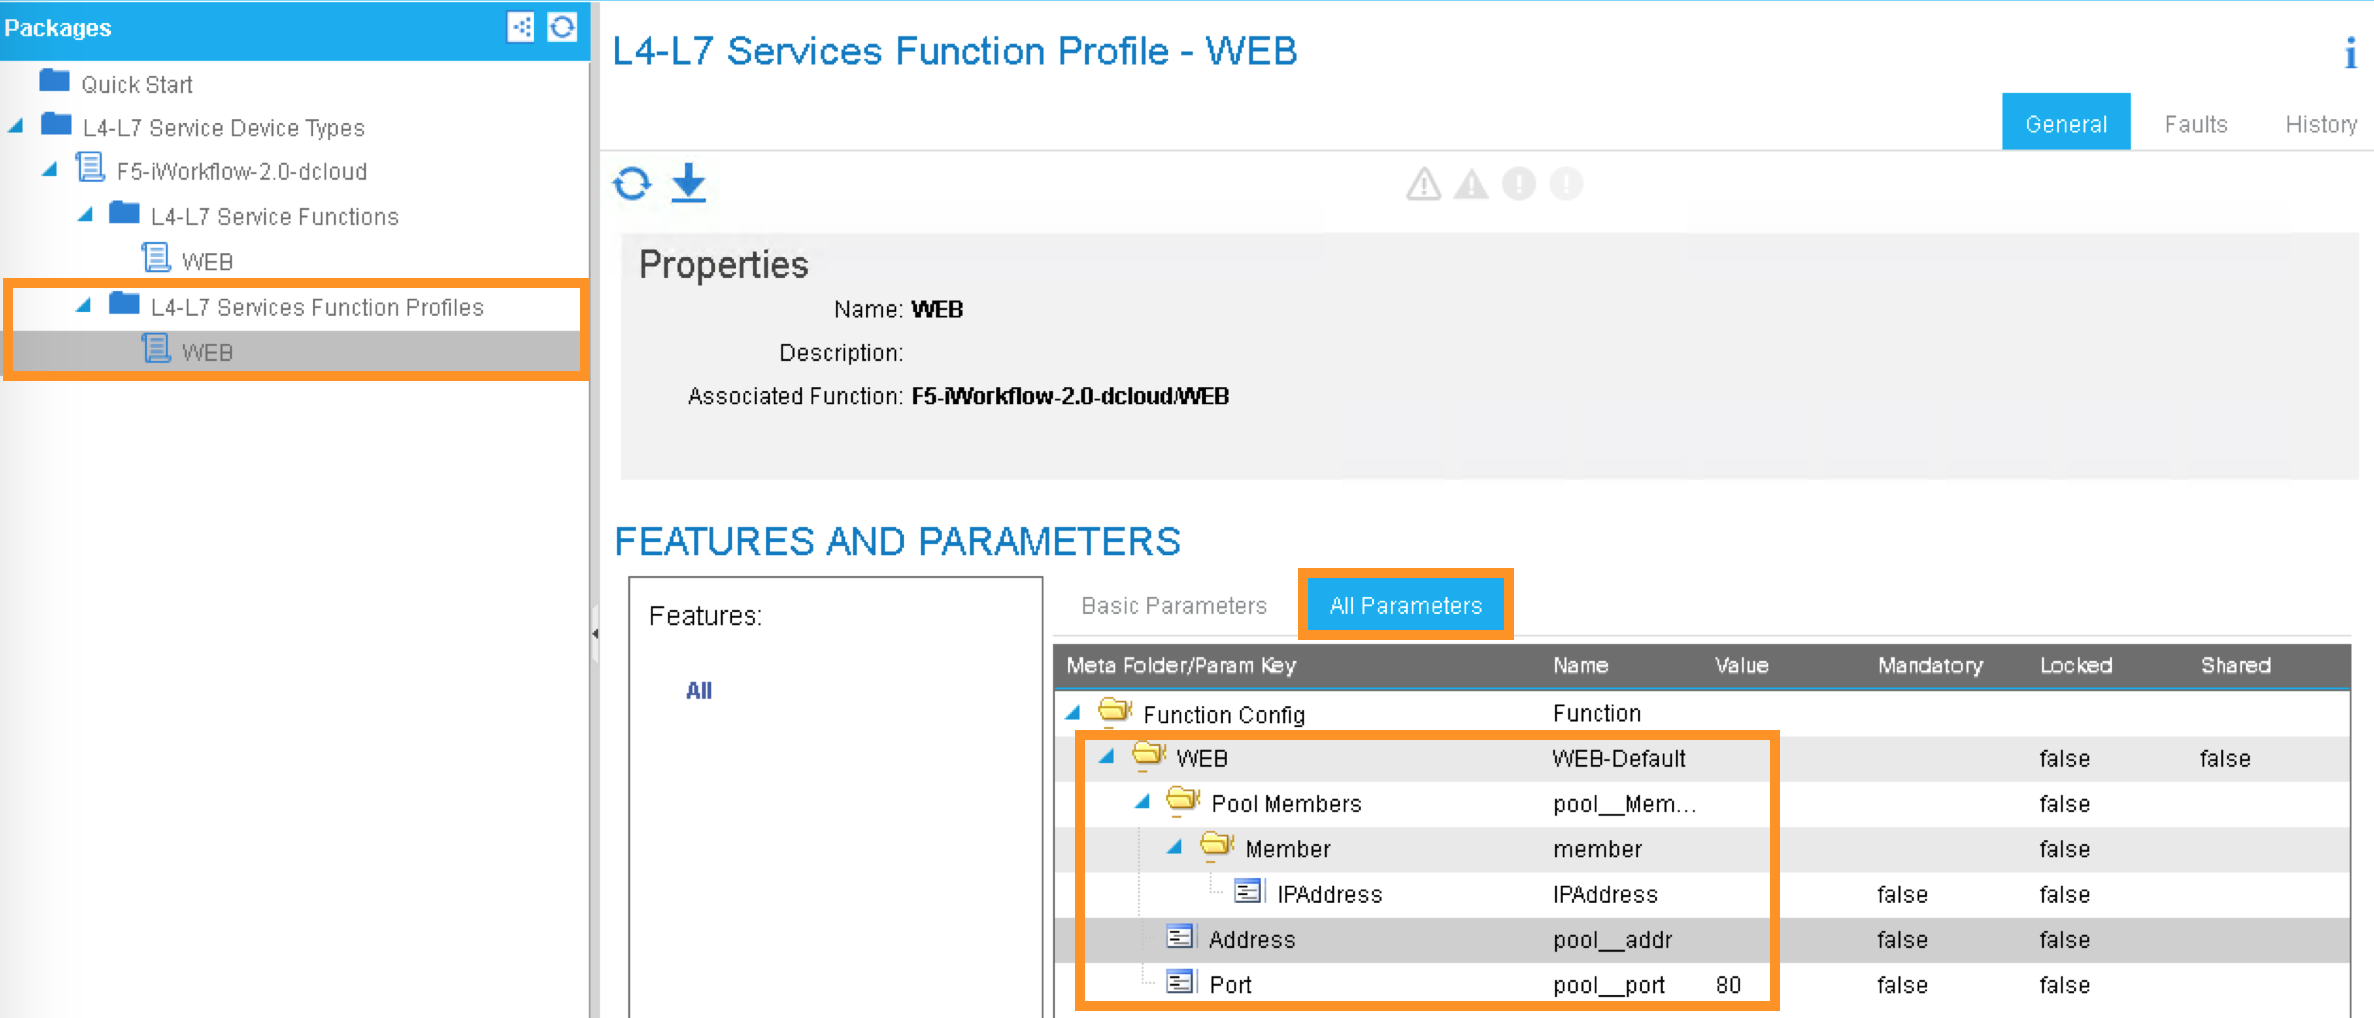 Packages
Quick Start
L4-L7 Service Device Types
F5-iWorkflow-2.0-dcloud
L4-L7 Service Functions
WEB
L4-L7 Services Function Profiles
WEB
L4-L7 Services Function Profile - WEB
General Faults History
Properties
Name: WEB
Description:
Associated Function: F5-iWorkflow-2.0-dcloud/WEB
FEATURES AND PARAMETERS
Features:
All
Basic Parameters All Parameters
Meta Folder/Param Key Name Value Mandatory Locked Shared
Function Config Function
WEB WEB-Default false false
Pool Members pool__Mem... false
Member member false
IPAddress IPAddress false false
Address pool__addr false false
Port pool__port 80 false false